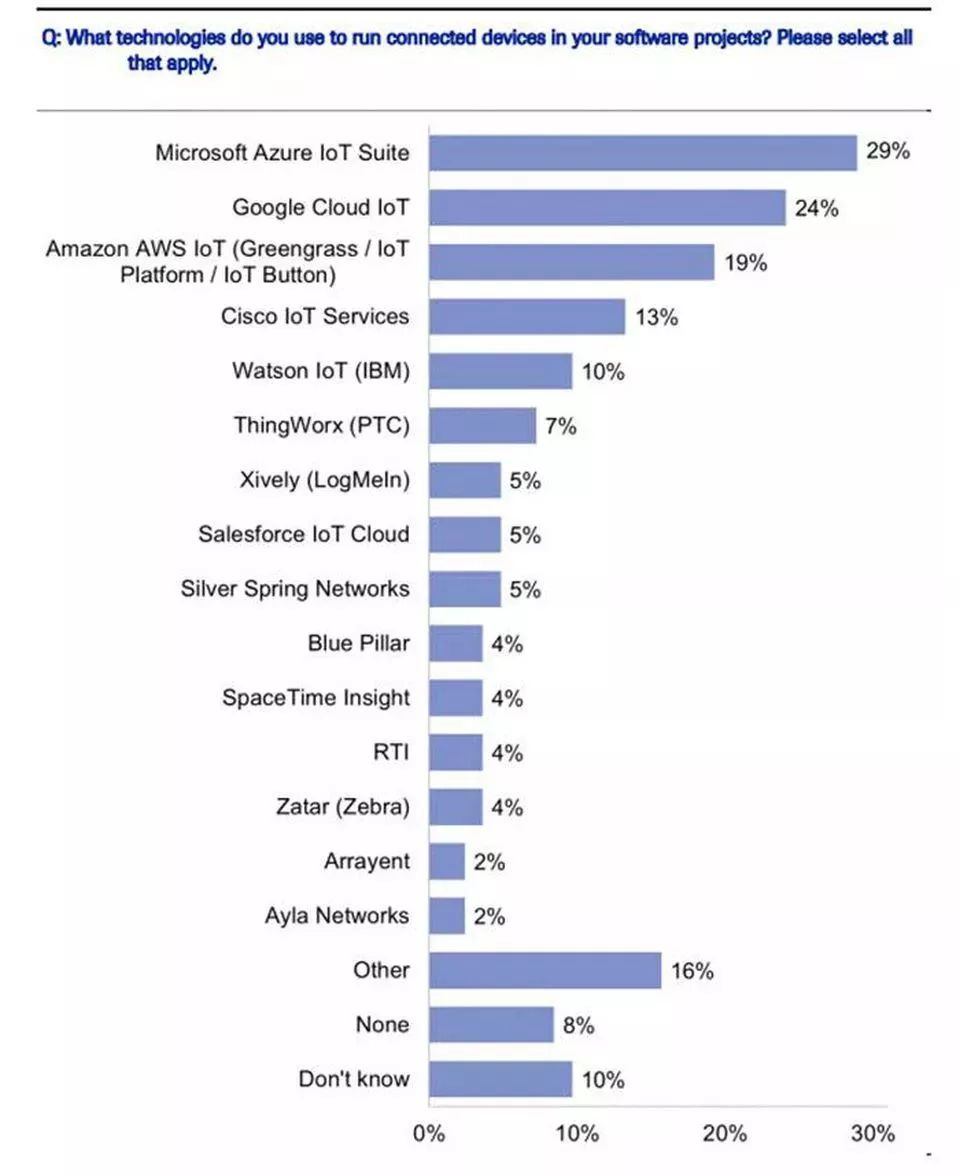 Q: What technologies do you use to run connected devices in your software projects? Please select all
that apply.
Microsoft Azure IoT Suite 29%
Google Cloud IoT 24%
Amazon AWS IoT (Greengrass / IoT
Platform / IoT Button) 19%
Cisco IoT Services 13%
Watson IoT (IBM) 10%
ThingWorx (PTC) 7%
Xively (LogMeIn) 5%
Salesforce IoT Cloud 5%
Silver Spring Networks 5%
Blue Pillar 4%
SpaceTime Insight 4%
RTI 4%
Zatar (Zebra) 4%
Arrayent 2%
Ayla Networks 2%
Other 16%
None 8%
Don't know 10%
0% 10% 20% 30%